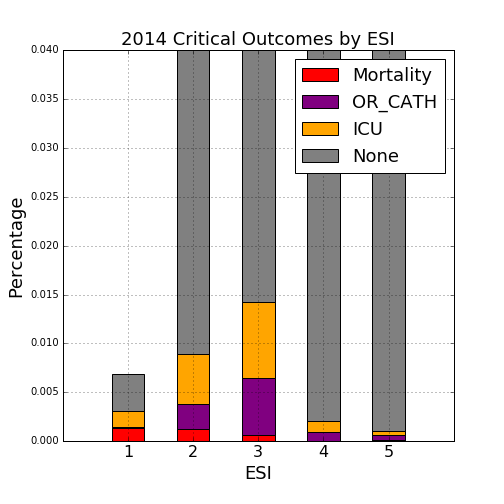 2014 Critical Outcomes by ESI
0.040
0.035
0.030
0.025
0.020
0.015
0.010
0.005
0.000
Percentage
Mortality
OR_CATH
ICU
None
1 2 3 4 5
ESI